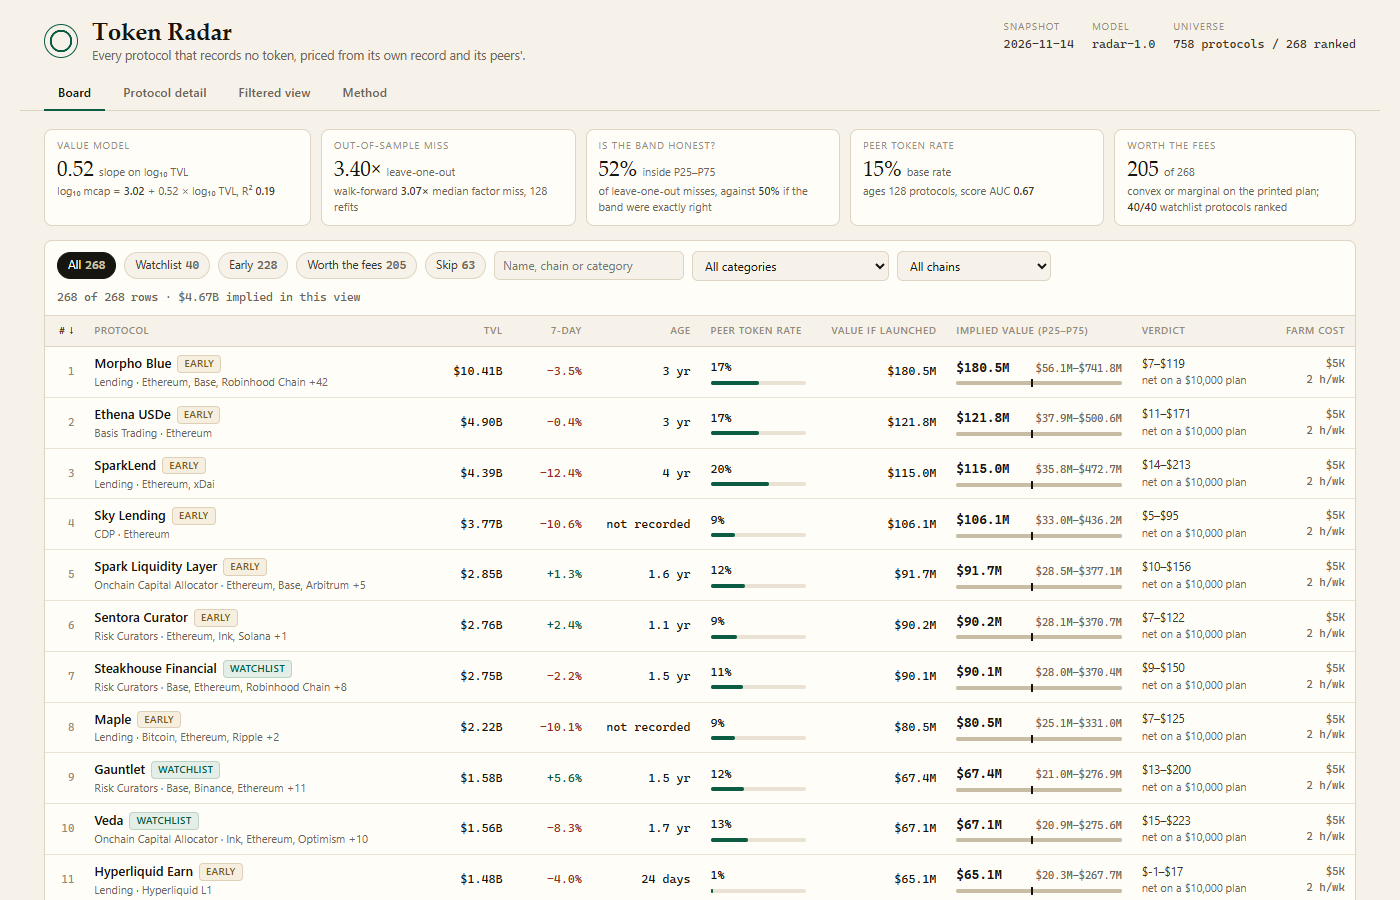 Token Radar
Every protocol that records no token, priced from its own record and its peers'.
SNAPSHOT
2026-11-14
MODEL
radar-1.0
UNIVERSE
758 protocols / 268 ranked
Board
Protocol detail
Filtered view
Method
VALUE MODEL
0.52 slope on log₁₀ TVL
log₁₀ mcap = 3.02 + 0.52 × log₁₀ TVL, R² 0.19
OUT-OF-SAMPLE MISS
3.40× leave-one-out
walk-forward 3.07× median factor miss, 128
refits
IS THE BAND HONEST?
52% inside P25–P75
of leave-one-out misses, against 50% if the
band were exactly right
PEER TOKEN RATE
15% base rate
ages 128 protocols, score AUC 0.67
WORTH THE FEES
205 of 268
convex or marginal on the printed plan;
40/40 watchlist protocols ranked
All 268
Watchlist 40
Early 228
Worth the fees 205
Skip 63
Name, chain or category
All categories
All chains
268 of 268 rows · $4.67B implied in this view
# ↓ PROTOCOL TVL 7-DAY AGE PEER TOKEN RATE VALUE IF LAUNCHED IMPLIED VALUE (P25–P75) VERDICT FARM COST
1 Morpho Blue EARLY $10.41B −3.5% 3 yr 17% $180.5M $180.5M $56.1M–$741.8M $7–$119 $5K
Lending · Ethereum, Base, Robinhood Chain +42 net on a $10,000 plan 2 h/wk
2 Ethena USDe EARLY $4.90B −0.4% 3 yr 17% $121.8M $121.8M $37.9M–$500.6M $11–$171 $5K
Basis Trading · Ethereum net on a $10,000 plan 2 h/wk
3 SparkLend EARLY $4.39B −12.4% 4 yr 20% $115.0M $115.0M $35.8M–$472.7M $14–$213 $5K
Lending · Ethereum, xDai net on a $10,000 plan 2 h/wk
4 Sky Lending EARLY $3.77B −10.6% not recorded 9% $106.1M $106.1M $33.0M–$436.2M $5–$95 $5K
CDP · Ethereum net on a $10,000 plan 2 h/wk
5 Spark Liquidity Layer EARLY $2.85B +1.3% 1.6 yr 12% $91.7M $91.7M $28.5M–$377.1M $10–$156 $5K
Onchain Capital Allocator · Ethereum, Base, Arbitrum +5 net on a $10,000 plan 2 h/wk
6 Sentora Curator EARLY $2.76B +2.4% 1.1 yr 9% $90.2M $90.2M $28.1M–$370.7M $7–$122 $5K
Risk Curators · Ethereum, Ink, Solana +1 net on a $10,000 plan 2 h/wk
7 Steakhouse Financial WATCHLIST $2.75B −2.2% 1.5 yr 11% $90.1M $90.1M $28.0M–$370.4M $9–$150 $5K
Risk Curators · Base, Ethereum, Robinhood Chain +8 net on a $10,000 plan 2 h/wk
8 Maple EARLY $2.22B −10.1% not recorded 9% $80.5M $80.5M $25.1M–$331.0M $7–$125 $5K
Lending · Bitcoin, Ethereum, Ripple +2 net on a $10,000 plan 2 h/wk
9 Gauntlet WATCHLIST $1.58B +5.6% 1.5 yr 12% $67.4M $67.4M $21.0M–$276.9M $13–$200 $5K
Risk Curators · Base, Binance, Ethereum +11 net on a $10,000 plan 2 h/wk
10 Veda WATCHLIST $1.56B −8.3% 1.7 yr 13% $67.1M $67.1M $20.9M–$275.6M $15–$223 $5K
Onchain Capital Allocator · Ink, Ethereum, Optimism +10 net on a $10,000 plan 2 h/wk
11 Hyperliquid Earn EARLY $1.48B −4.0% 24 days 1% $65.1M $65.1M $20.3M–$267.7M $-1–$17 $5K
Lending · Hyperliquid L1 net on a $10,000 plan 2 h/wk